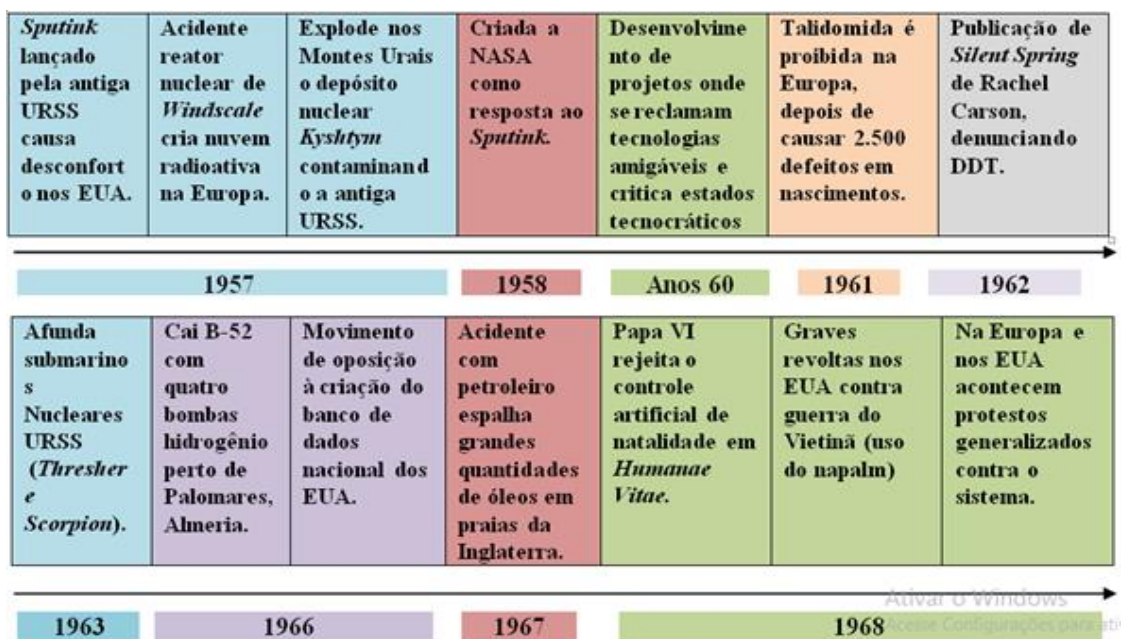 Sputink
lançado
pela antiga
URSS
causa
desconfort
o nos EUA.
Acidente
reator
nuclear de
Windscale
cria nuvem
radioativa
na Europa.
Explode nos
Montes Urais
o depósito
nuclear
Kyshtym
contaminand
o a antiga
URSS.
Criada a
NASA
como
resposta ao
Sputink.
Desenvolvime
nto de
projetos onde
se reclamam
tecnologias
amigáveis e
critica estados
tecnocráticos
Talidomida é
proibida na
Europa,
depois de
causar 2.500
defeitos em
nascimentos.
Publicação de
Silent Spring
de Rachel
Carson,
denunciando
DDT.
1957
1958
Anos 60
1961
1962
Afunda
submarino
s
Nucleares
URSS
(Thresher
e
Scorpion).
Cai B-52
com
quatro
bombas
hidrogênio
perto de
Palomares,
Almeria.
Movimento
de oposição
à criação do
banco de
dados
nacional dos
EUA.
Acidente
com
petroleiro
espalha
grandes
quantidades
de óleos em
praias da
Inglaterra.
Papa VI
rejeita o
controle
artificial de
natalidade em
Humanae
Vitae.
Graves
revoltas nos
EUA contra
guerra do
Vietinã (uso
do napalm)
Na Europa e
nos EUA
acontecem
protestos
generalizados
contra o
sistema.
Ativar o Windows
Acesse Configurações para ati
1963
1966
1967
1968